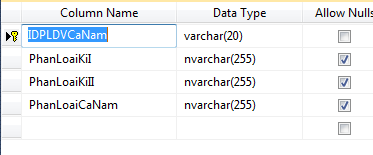 Column Name Data Type Allow Nulls
IDPLDVCaNam varchar(20)
PhanLoaiKiI nvarchar(255)
PhanLoaiKiII nvarchar(255)
PhanLoaiCaNam nvarchar(255)